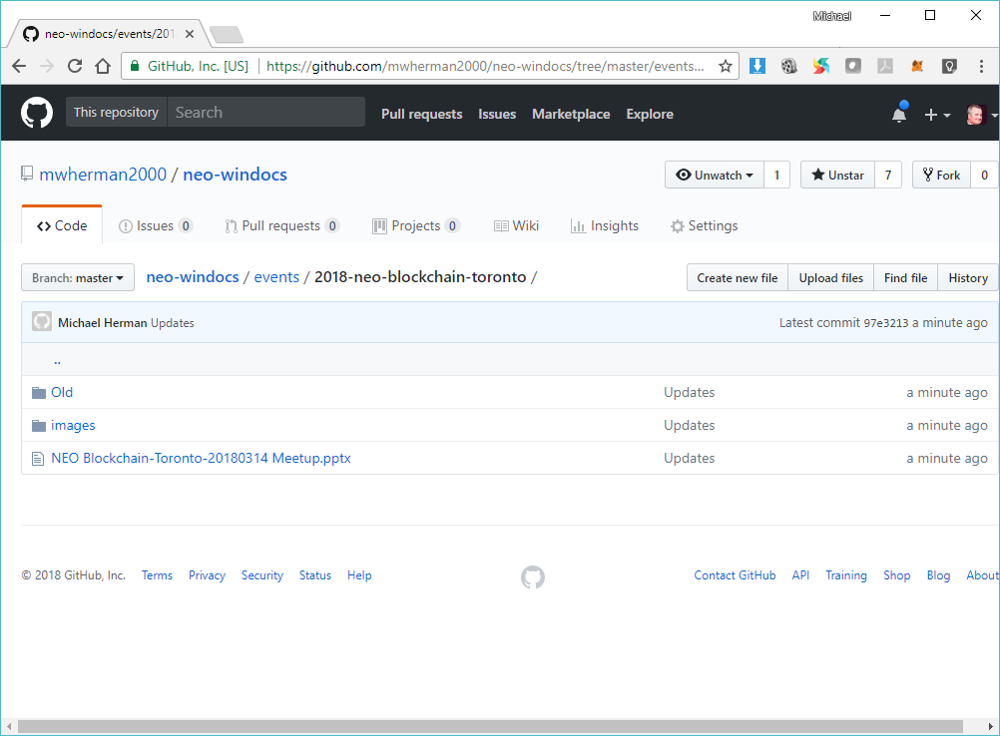 Michael
neo-windocs/events/201
GitHub, Inc. [US] https://github.com/mwherman2000/neo-windocs/tree/master/events...
This repository Search Pull requests Issues Marketplace Explore
mwherman2000 / neo-windocs Unwatch 1 Unstar 7 Fork 0
Code Issues 0 Pull requests 0 Projects 0 Wiki Insights Settings
Branch: master neo-windocs / events / 2018-neo-blockchain-toronto / Create new file Upload files Find file History
Michael Herman Updates Latest commit 97e3213 a minute ago
..
Old Updates a minute ago
images Updates a minute ago
NEO Blockchain-Toronto-20180314 Meetup.pptx Updates a minute ago
© 2018 GitHub, Inc. Terms Privacy Security Status Help Contact GitHub API Training Shop Blog About